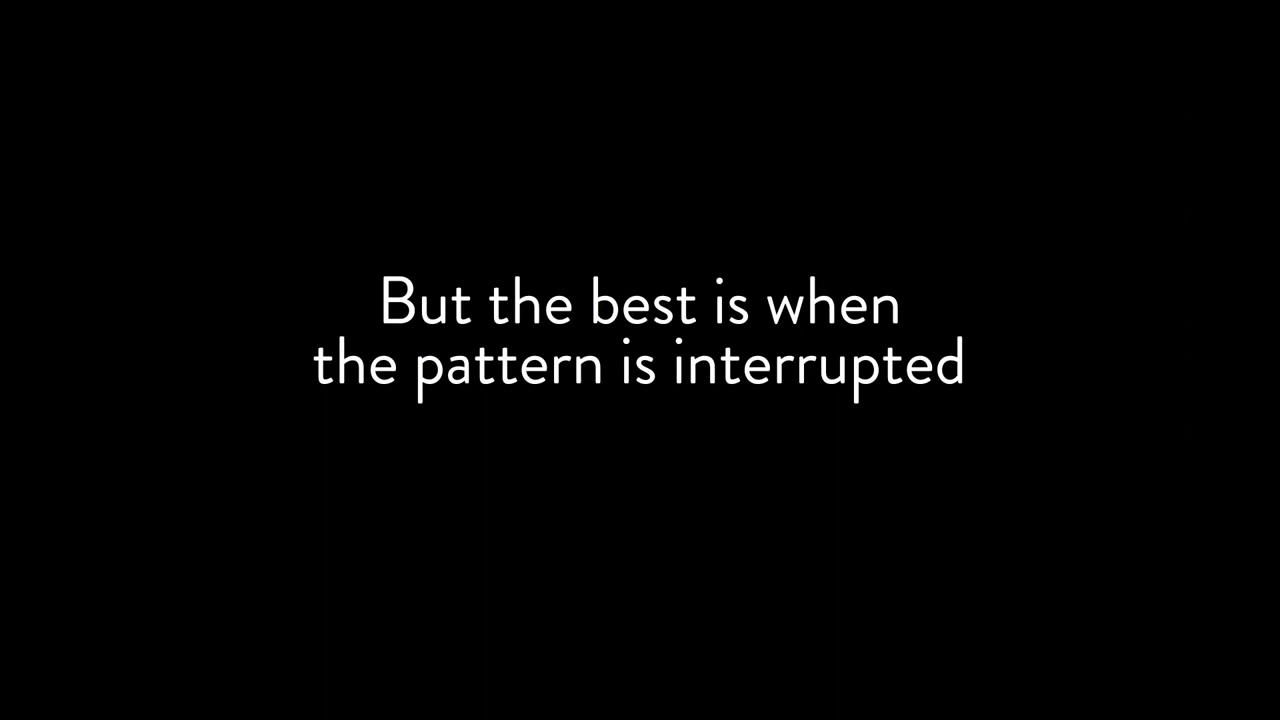 But the best is when
the pattern is interrupted